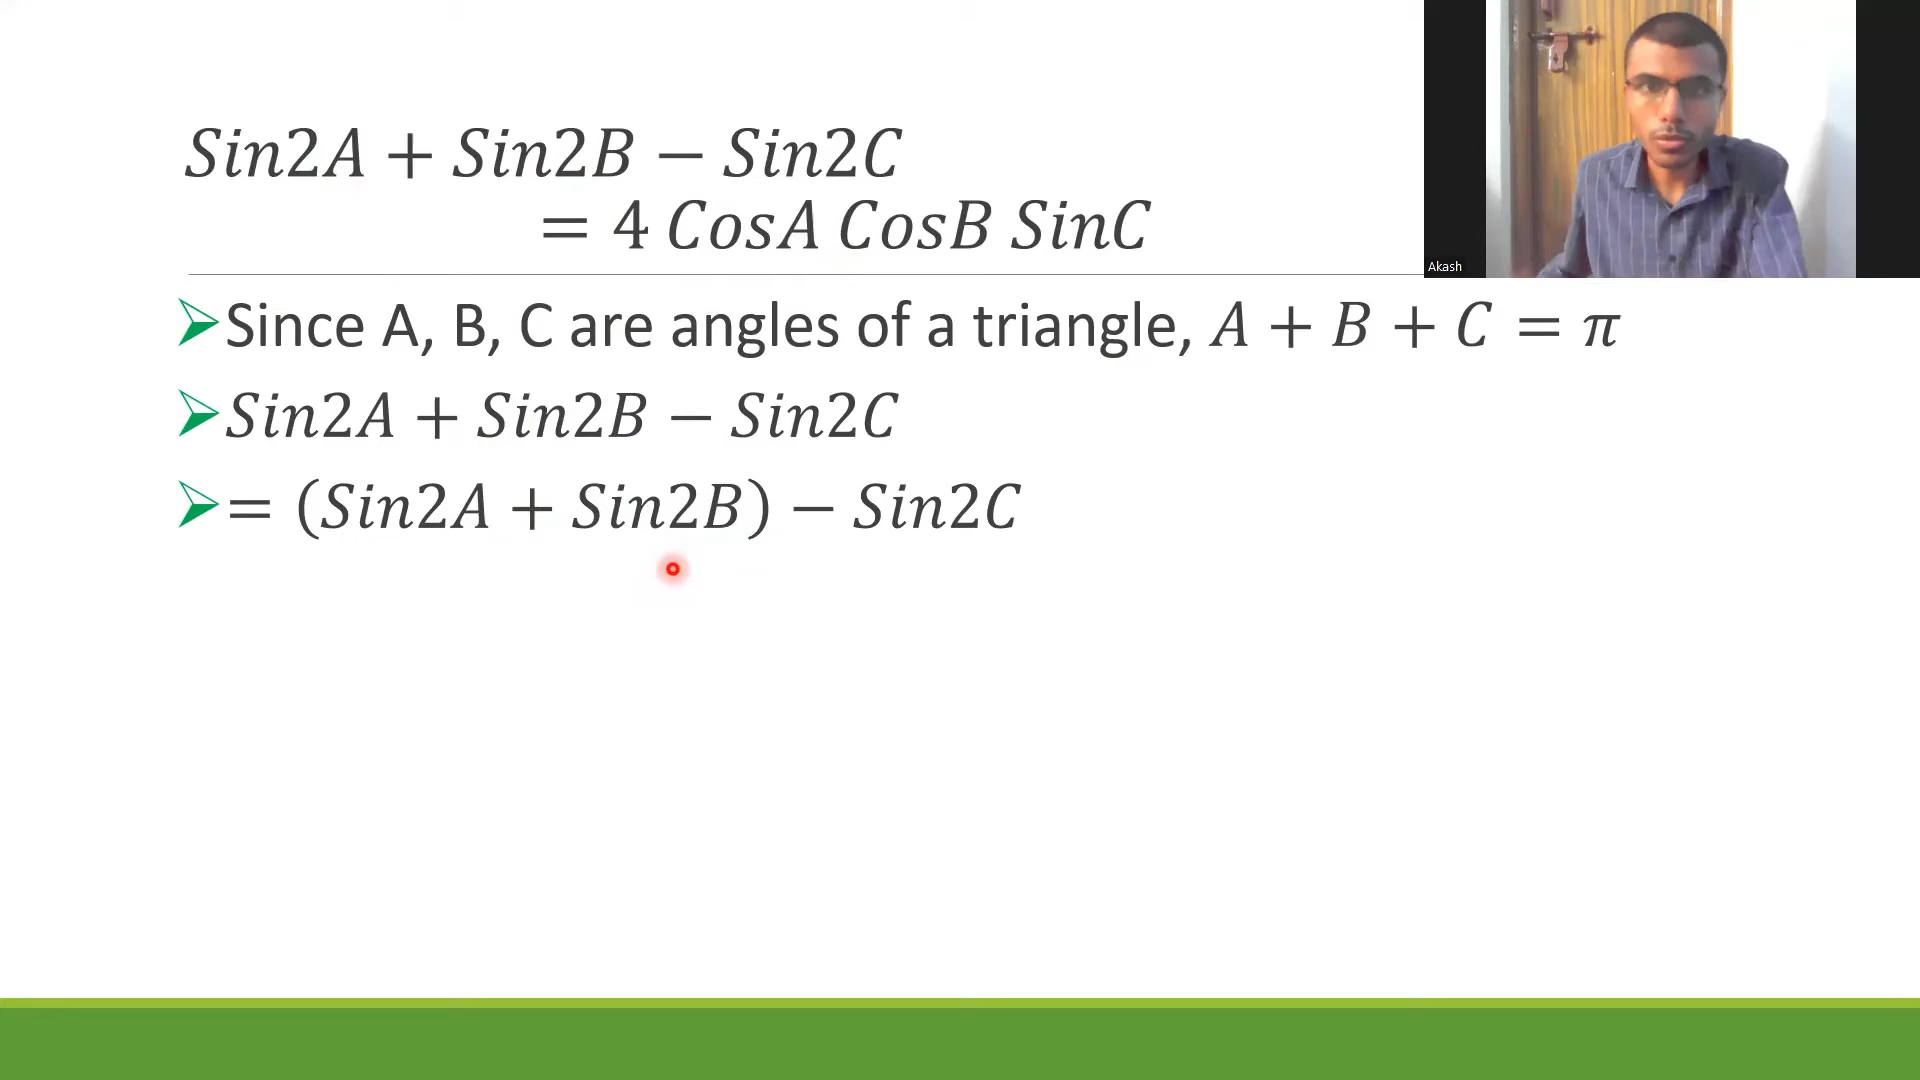 Sin2A + Sin2B − Sin2C
= 4 CosA CosB SinC
Akash
Since A, B, C are angles of a triangle, A + B + C = π
Sin2A + Sin2B − Sin2C
= (Sin2A + Sin2B) − Sin2C